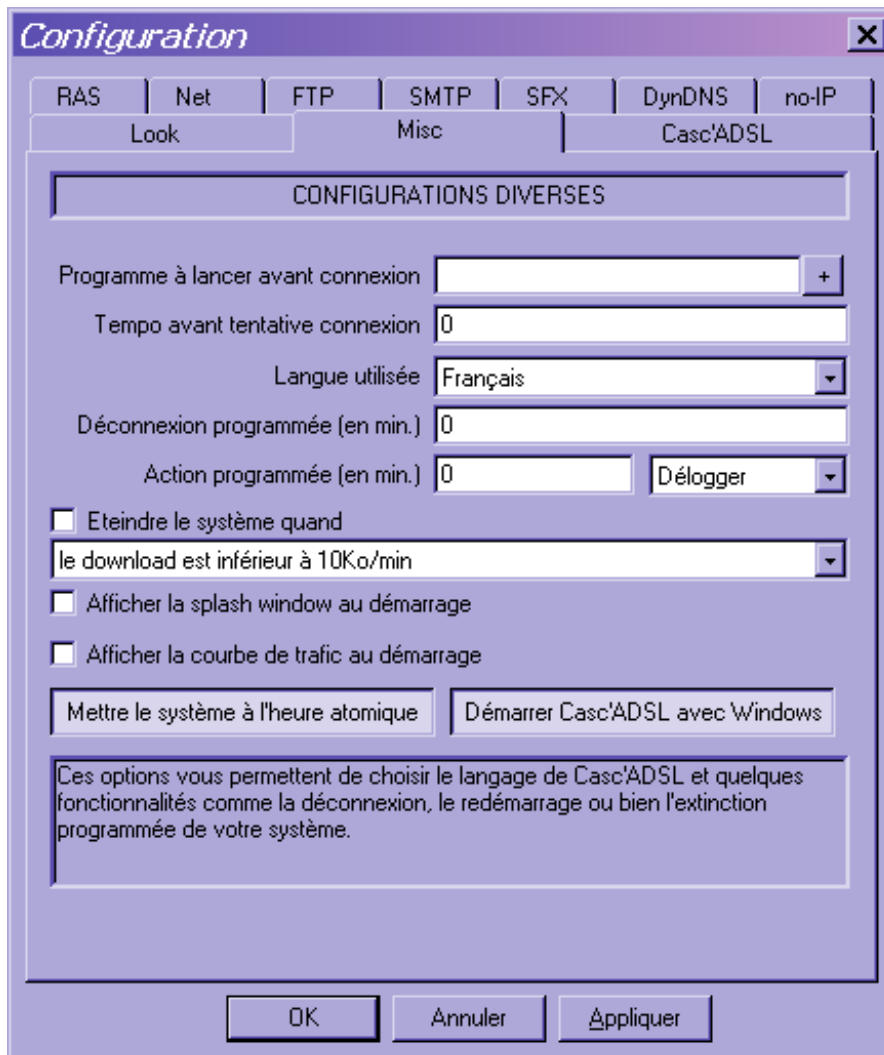 Configuration
RAS Net FTP SMTP SFX DynDNS no-IP
Look Misc Casc'ADSL
CONFIGURATIONS DIVERSES
Programme à lancer avant connexion +
Tempo avant tentative connexion 0
Langue utilisée Français
Déconnexion programmée (en min.) 0
Action programmée (en min.) 0 Délogger
Eteindre le système quand
le download est inférieur à 10Ko/min
Afficher la splash window au démarrage
Afficher la courbe de trafic au démarrage
Mettre le système à l'heure atomique Démarrer Casc'ADSL avec Windows
Ces options vous permettent de choisir le langage de Casc'ADSL et quelques
fonctionnalités comme la déconnexion, le redémarrage ou bien l'extinction
programmée de votre système.
OK Annuler Appliquer